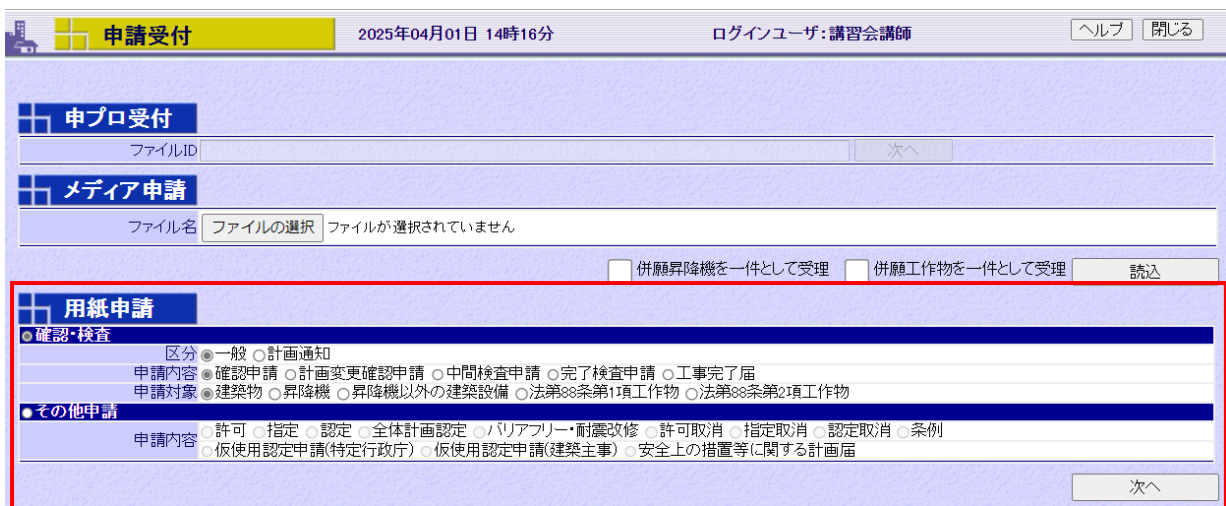 申請受付 2025年04月01日 14時16分 ログインユーザ:講習会講師 ヘルプ 閉じる
申プロ受付
ファイルID 次へ
メディア申請
ファイル名 ファイルの選択 ファイルが選択されていません
併願昇降機を一件として受理 併願工作物を一件として受理 読込
用紙申請
確認・検査
区分 一般 計画通知
申請内容 確認申請 計画変更確認申請 中間検査申請 完了検査申請 工事完了届
申請対象 建築物 昇降機 昇降機以外の建築設備 法第88条第1項工作物 法第88条第2項工作物
その他申請
申請内容 許可 指定 認定 全体計画認定 バリアフリー・耐震改修 許可取消 指定取消 認定取消 条例
仮使用認定申請(特定行政庁) 仮使用認定申請(建築主事) 安全上の措置等に関する計画届
次へ